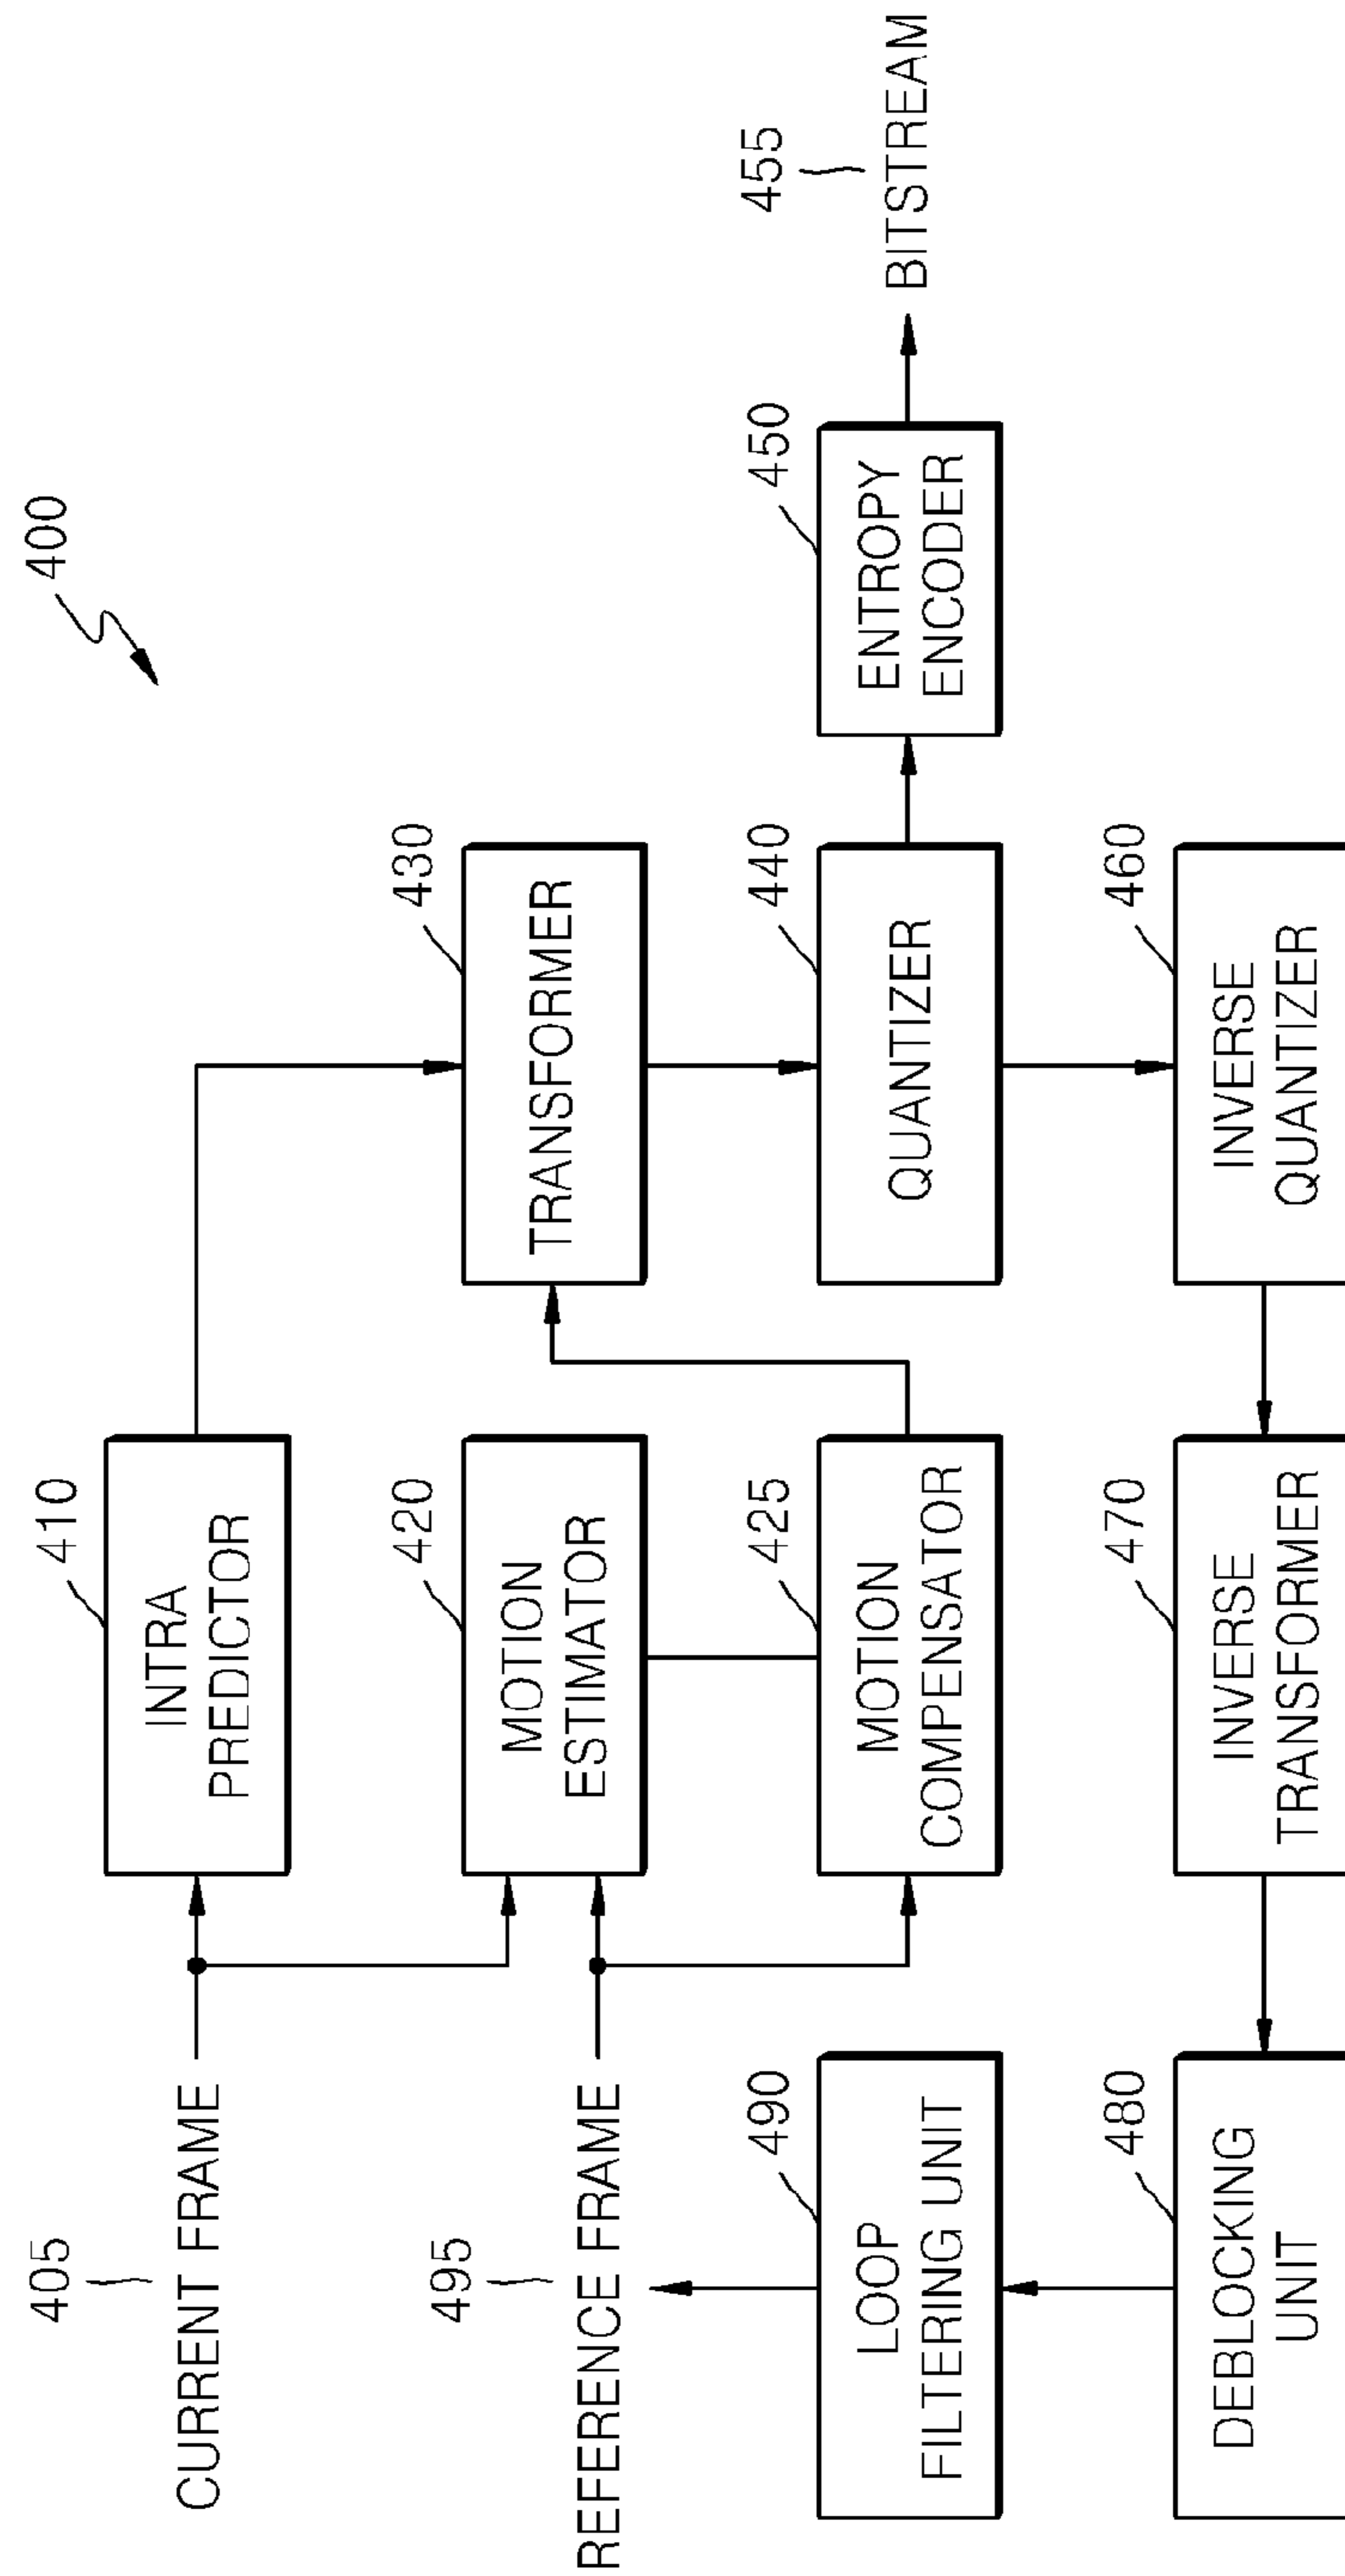 400
405
CURRENT FRAME
410
INTRA
PREDICTOR
495
REFERENCE FRAME
420
MOTION
ESTIMATOR
430
TRANSFORMER
490
LOOP
FILTERING UNIT
425
MOTION
COMPENSATOR
440
QUANTIZER
450
ENTROPY
ENCODER
455
BITSTREAM
480
DEBLOCKING
UNIT
470
INVERSE
TRANSFORMER
460
INVERSE
QUANTIZER